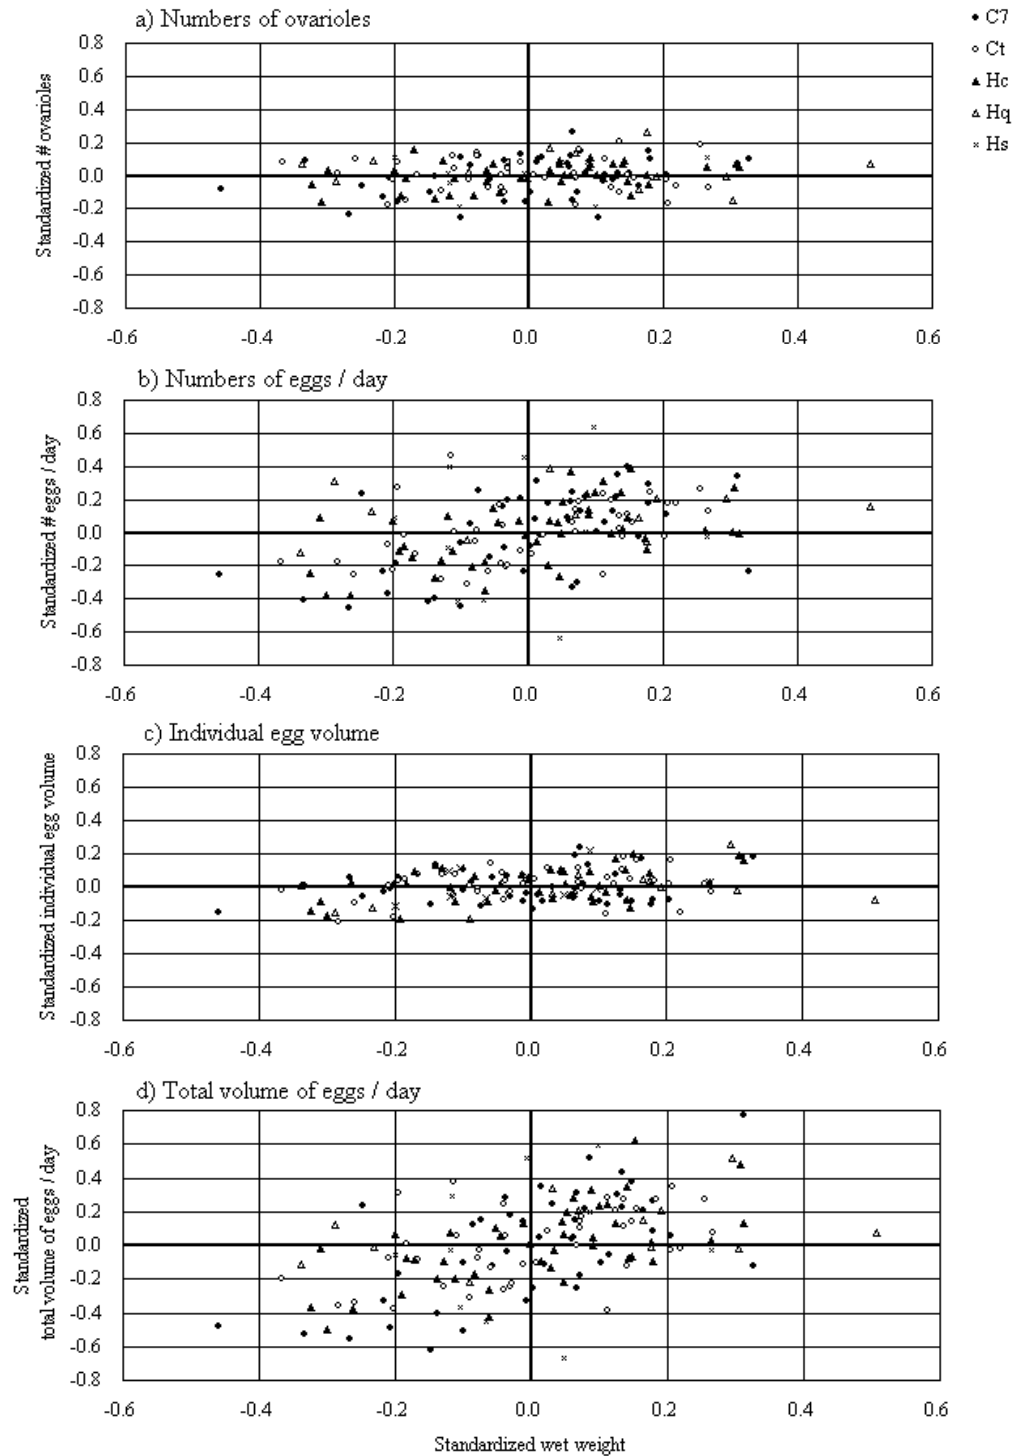 a) Numbers of ovarioles
C7
Ct
Hc
Hq
Hs
Standardized # ovarioles
0.8
0.6
0.4
0.2
0.0
-0.2
-0.4
-0.6
-0.8
-0.6 -0.4 -0.2 0.0 0.2 0.4 0.6
b) Numbers of eggs / day
Standardized # eggs / day
0.8
0.6
0.4
0.2
0.0
-0.2
-0.4
-0.6
-0.8
-0.6 -0.4 -0.2 0.0 0.2 0.4 0.6
c) Individual egg volume
Standardized individual egg volume
0.8
0.6
0.4
0.2
0.0
-0.2
-0.4
-0.6
-0.8
-0.6 -0.4 -0.2 0.0 0.2 0.4 0.6
d) Total volume of eggs / day
Standardized
total volume of eggs / day
0.8
0.6
0.4
0.2
0.0
-0.2
-0.4
-0.6
-0.8
-0.6 -0.4 -0.2 0.0 0.2 0.4 0.6
Standardized wet weight